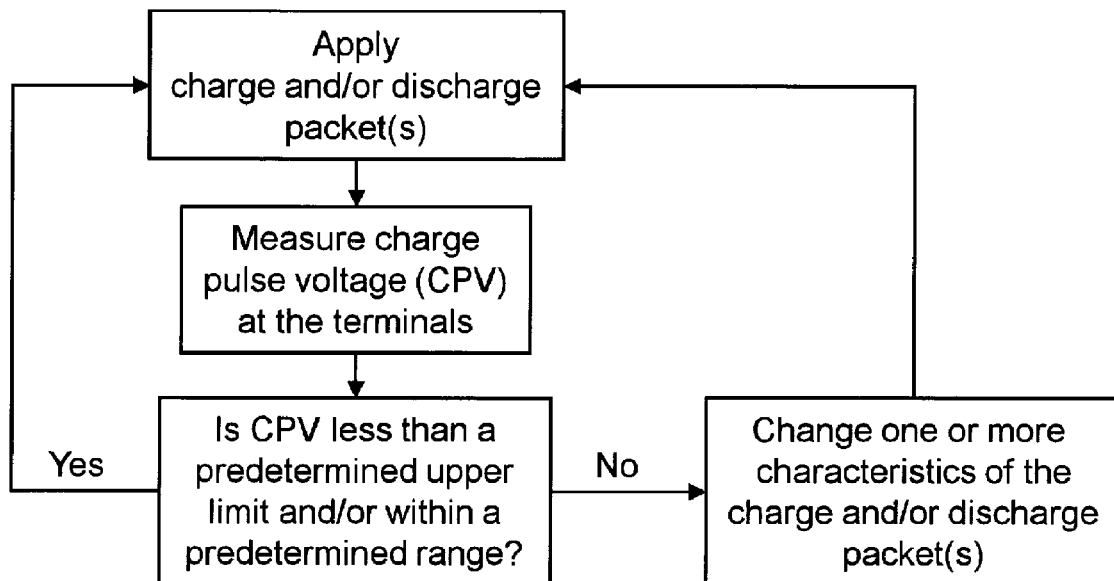 Apply
charge and/or discharge
packet(s)
Measure charge
pulse voltage (CPV)
at the terminals
Is CPV less than a
predetermined upper
limit and/or within a
predetermined range?
Yes
No
Change one or more
characteristics of the
charge and/or discharge
packet(s)